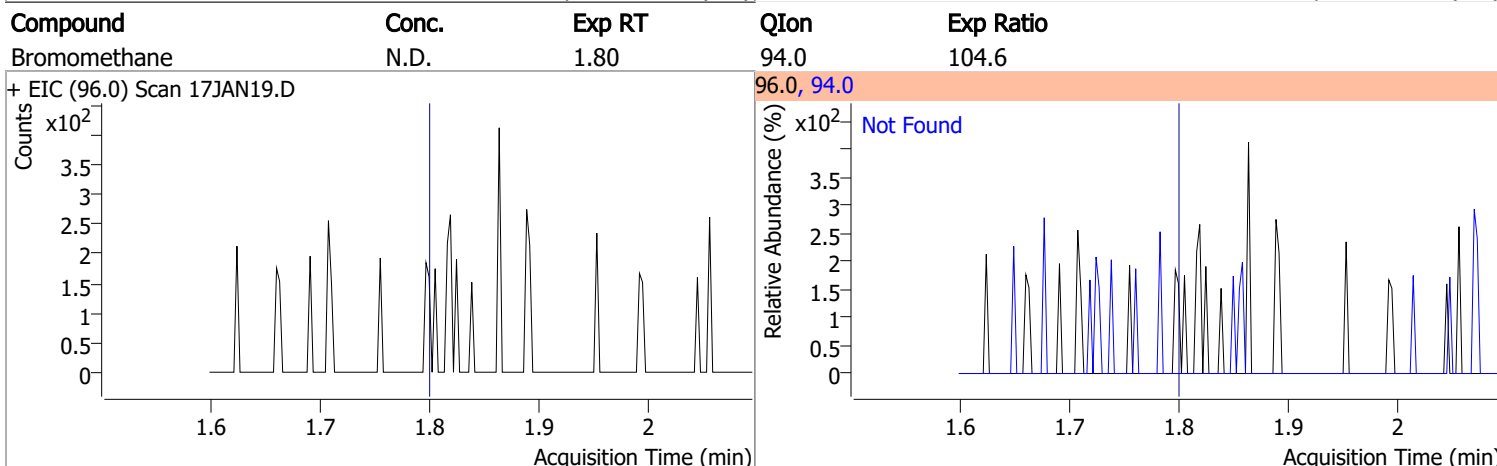 Compound Conc. Exp RT QIon Exp Ratio
Bromomethane N.D. 1.80 94.0 104.6
+ EIC (96.0) Scan 17JAN19.D
Counts
x10²
3.5
3
2.5
2
1.5
1
0.5
0
1.6 1.7 1.8 1.9 2
Acquisition Time (min)
96.0, 94.0
Relative Abundance (%)
x10²
Not Found
3.5
3
2.5
2
1.5
1
0.5
0
1.6 1.7 1.8 1.9 2
Acquisition Time (min)